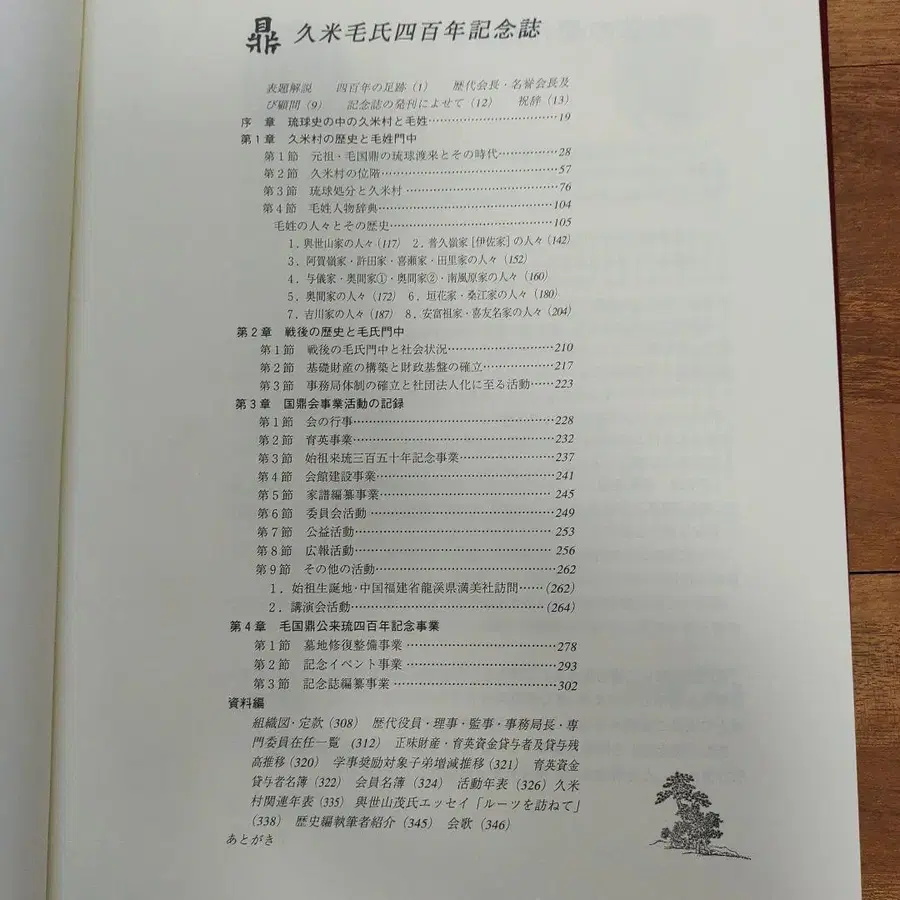 鼎 久米毛氏四百年記念誌
表題解説 四百年の足跡（1） 歴代会長・名誉会長及
び顧問（9） 記念誌の発刊によせて（12） 祝辞（13）
序 章 琉球史の中の久米村と毛姓……………………19
第1章 久米村の歴史と毛姓門中
第1節 元祖・毛国鼎の琉球渡来とその時代……………28
第2節 久米村の位階……………………………………57
第3節 琉球処分と久米村……………………………76
第4節 毛姓人物辞典……………………………………104
毛姓の人々とその歴史……………………………105
1．與世山家の人々（117） 2．普久嶺家［伊佐家］の人々（142）
3．阿賀嶺家・許田家・喜瀬家・田里家の人々（152）
4．与儀家・奥間家①・奥間家②・南風原家の人々（160）
5．奥間家の人々（172） 6．垣花家・桑江家の人々（180）
7．吉川家の人々（187） 8．安富祖家・喜友名家の人々（204）
第2章 戦後の歴史と毛氏門中
第1節 戦後の毛氏門中と社会状況……………………210
第2節 基礎財産の構築と財政基盤の確立……………217
第3節 事務局体制の確立と社団法人化に至る活動……223
第3章 国鼎会事業活動の記録
第1節 会の行事…………………………………………228
第2節 育英事業…………………………………………232
第3節 始祖来琉三百五十年記念事業…………………237
第4節 会館建設事業……………………………………241
第5節 家譜編纂事業……………………………………245
第6節 委員会活動………………………………………249
第7節 公益活動…………………………………………253
第8節 広報活動…………………………………………256
第9節 その他の活動……………………………………262
1．始祖生誕地・中国福建省龍溪県満美社訪問……（262）
2．講演会活動……………………………………（264）
第4章 毛国鼎公来琉四百年記念事業
第1節 墓地修復整備事業………………………………278
第2節 記念イベント事業………………………………293
第3節 記念誌編纂事業…………………………………302
資料編
組織図・定款（308） 歴代役員・理事・監事・事務局長・専
門委員在任一覧（312） 正味財産・育英資金貸与者及貸与残
高推移（320） 学事奨励対象子弟増減推移（321） 育英資金
貸与者名簿（322） 会員名簿（324） 活動年表（326）久米
村関連年表（335）與世山茂氏エッセイ「ルーツを訪ねて」
（338） 歴史編執筆者紹介（345） 会歌（346）
あとがき